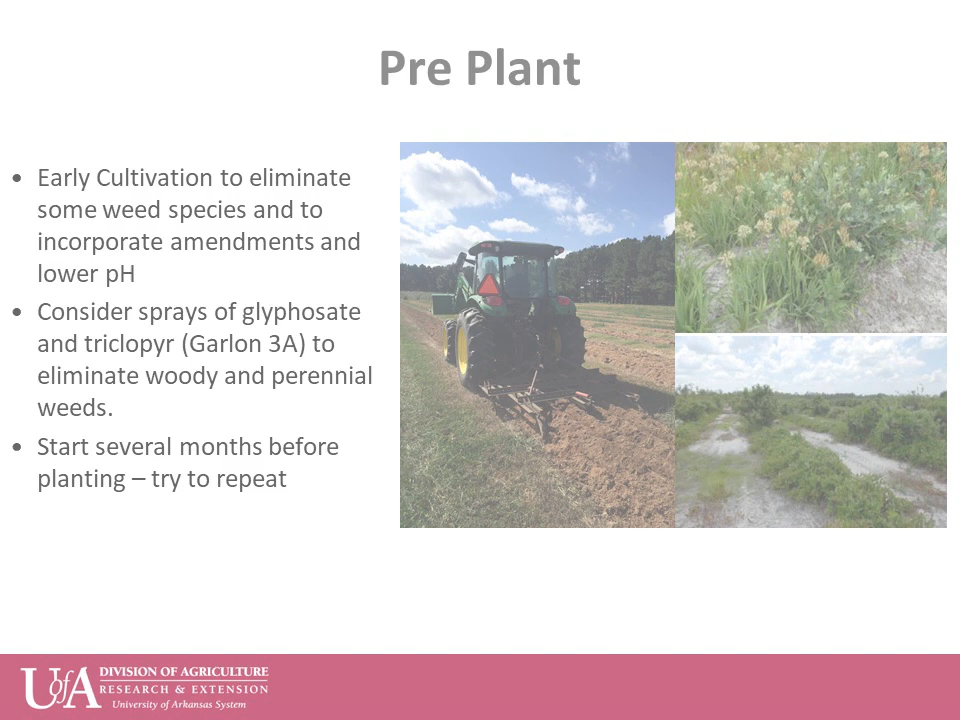 Pre Plant
• Early Cultivation to eliminate
some weed species and to
incorporate amendments and
lower pH
• Consider sprays of glyphosate
and triclopyr (Garlon 3A) to
eliminate woody and perennial
weeds.
• Start several months before
planting – try to repeat
UofA
DIVISION OF AGRICULTURE
RESEARCH & EXTENSION
University of Arkansas System